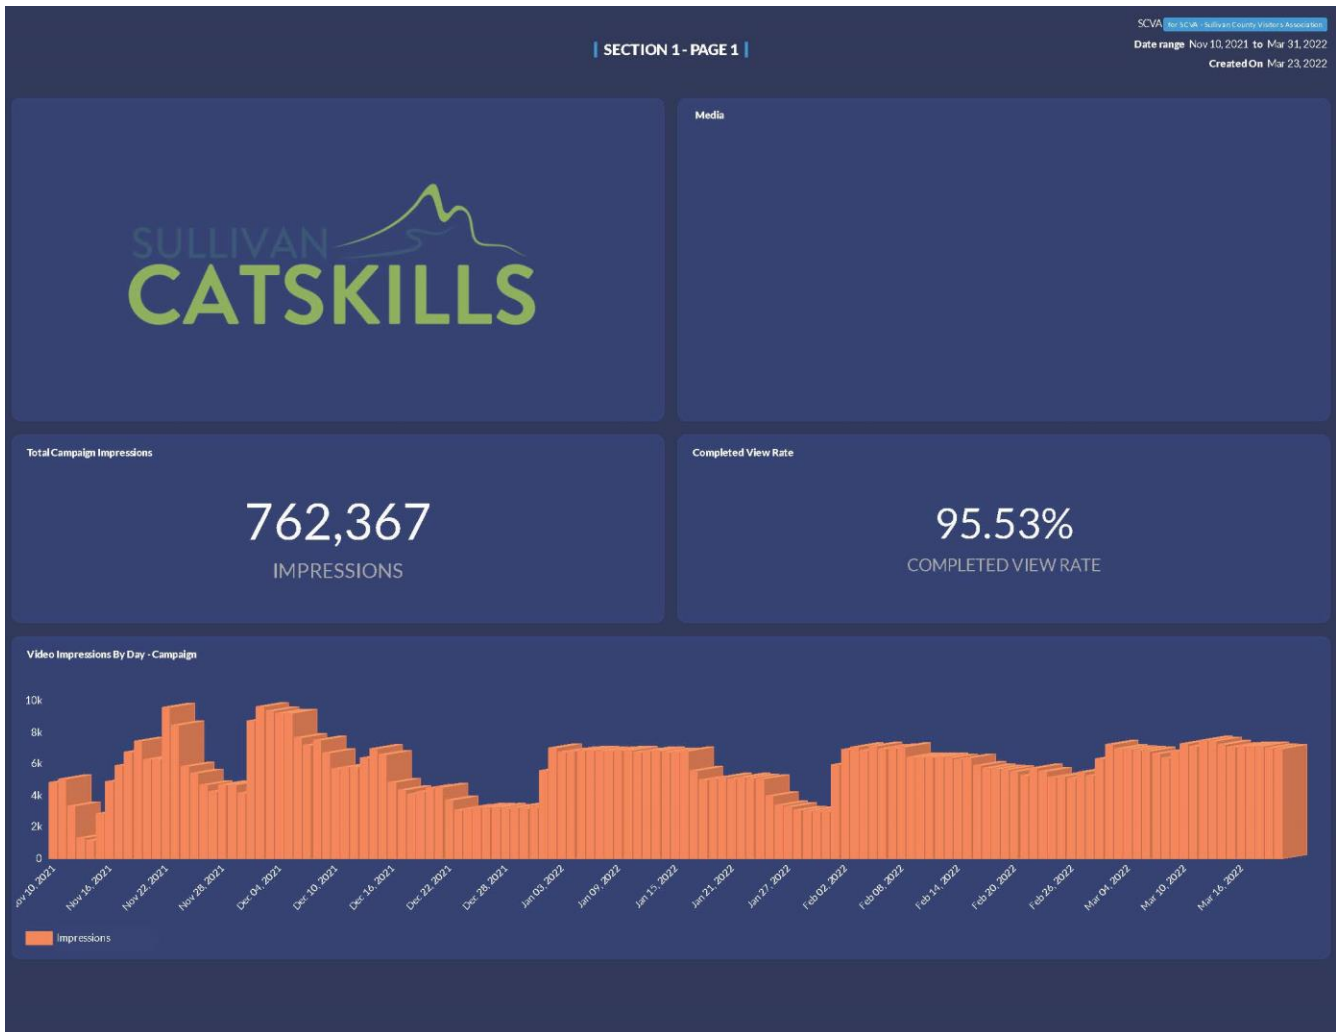 SECTION 1 - PAGE 1
SCVA for SCVA - Sullivan County Visitors Association
Date range Nov 10, 2021 to Mar 31, 2022
Created On Mar 23, 2022
SULLIVAN
CATSKILLS
Media
Total Campaign Impressions
762,367
IMPRESSIONS
Completed View Rate
95.53%
COMPLETED VIEW RATE
Video Impressions By Day - Campaign
10k
8k
6k
4k
2k
0
ov 10, 2021 Nov 16, 2021 Nov 22, 2021 Nov 28, 2021 Dec 04, 2021 Dec 10, 2021 Dec 16, 2021 Dec 22, 2021 Dec 28, 2021 Jan 03, 2022 Jan 09, 2022 Jan 15, 2022 Jan 21, 2022 Jan 27, 2022 Feb 02, 2022 Feb 08, 2022 Feb 14, 2022 Feb 20, 2022 Feb 26, 2022 Mar 04, 2022 Mar 10, 2022 Mar 16, 2022
Impressions